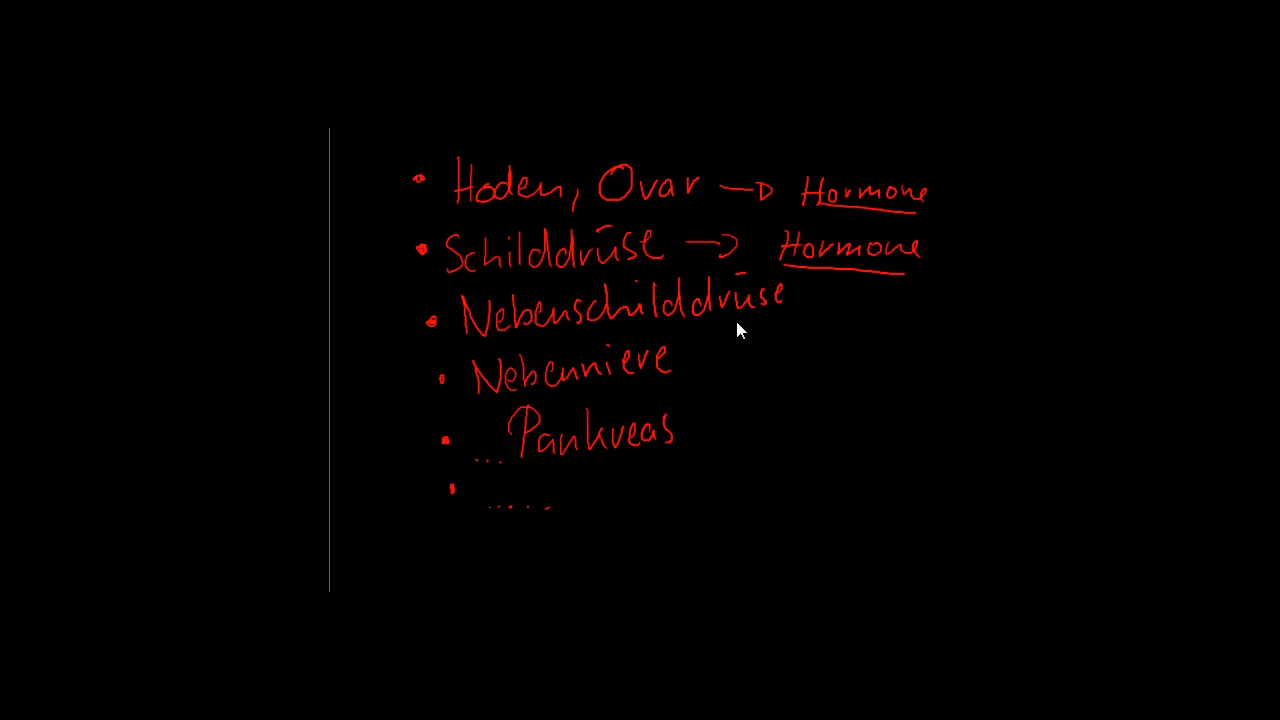 • Hoden, Ovar → Hormone
• Schilddrüse → Hormone
• Nebenschilddrüse
• Nebenniere
• ... Pankreas
• .....